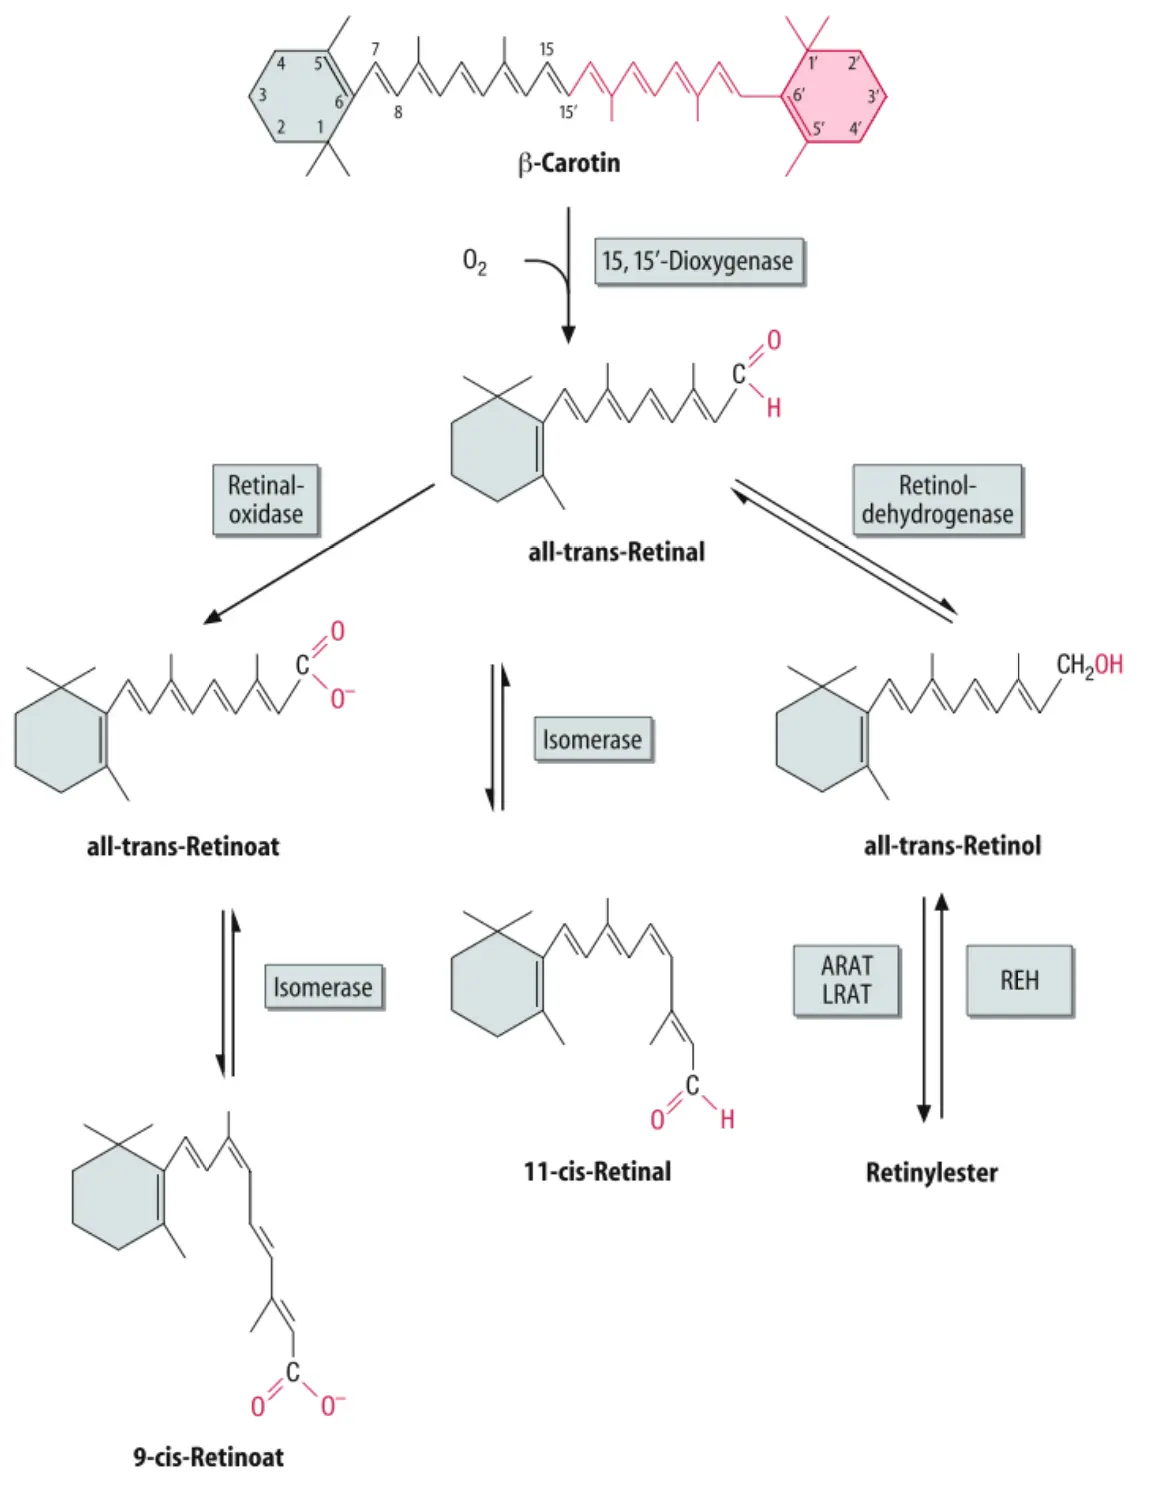 7
15
4
5
1′
2′
3
6
6′
3′
8
15′
2
1
5′
4′
β-Carotin
O2
15, 15′-Dioxygenase
O
C
H
Retinal-
oxidase
Retinol-
dehydrogenase
all-trans-Retinal
O
C
O–
CH2OH
Isomerase
all-trans-Retinoat
all-trans-Retinol
ARAT
LRAT
REH
Isomerase
C
O
H
11-cis-Retinal
Retinylester
C
O
O–
9-cis-Retinoat